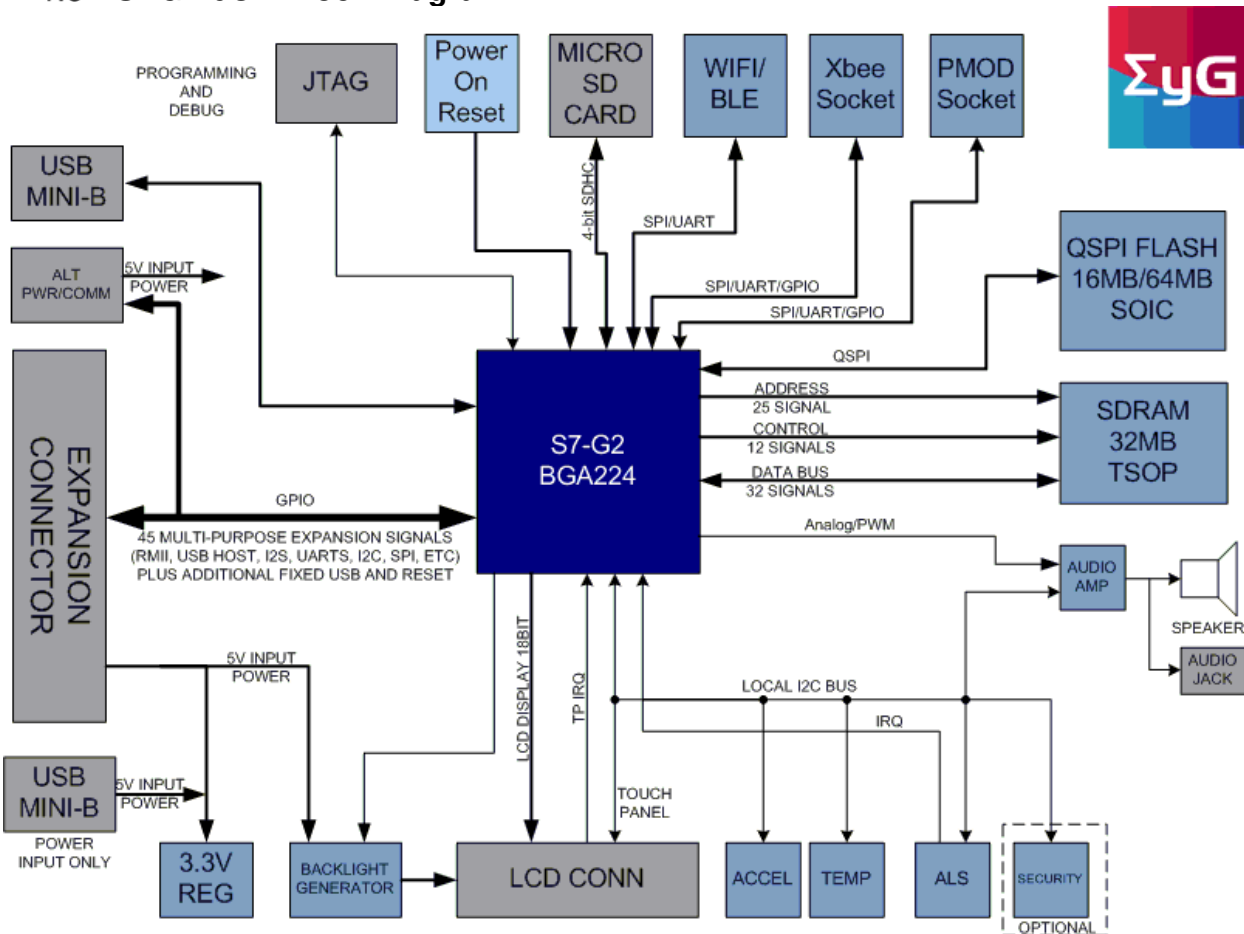 PROGRAMMING
AND
DEBUG
JTAG
Power
On
Reset
MICRO
SD
CARD
WIFI/
BLE
Xbee
Socket
PMOD
Socket
ΣyG
USB
MINI-B
4-bit SDHC
SPI/UART
ALT
PWR/COMM
5V INPUT
POWER
SPI/UART/GPIO
SPI/UART/GPIO
QSPI FLASH
16MB/64MB
SOIC
QSPI
S7-G2
BGA224
ADDRESS
25 SIGNAL
CONTROL
12 SIGNALS
DATA BUS
32 SIGNALS
SDRAM
32MB
TSOP
EXPANSION
CONNECTOR
GPIO
45 MULTI-PURPOSE EXPANSION SIGNALS
(RMII, USB HOST, I2S, UARTS, I2C, SPI, ETC)
PLUS ADDITIONAL FIXED USB AND RESET
Analog/PWM
AUDIO
AMP
SPEAKER
AUDIO
JACK
5V INPUT
POWER
LCD DISPLAY 18BIT
TP IRQ
LOCAL I2C BUS
IRQ
USB
MINI-B
5V INPUT
POWER
POWER
INPUT ONLY
TOUCH
PANEL
3.3V
REG
BACKLIGHT
GENERATOR
LCD CONN
ACCEL
TEMP
ALS
SECURITY
OPTIONAL